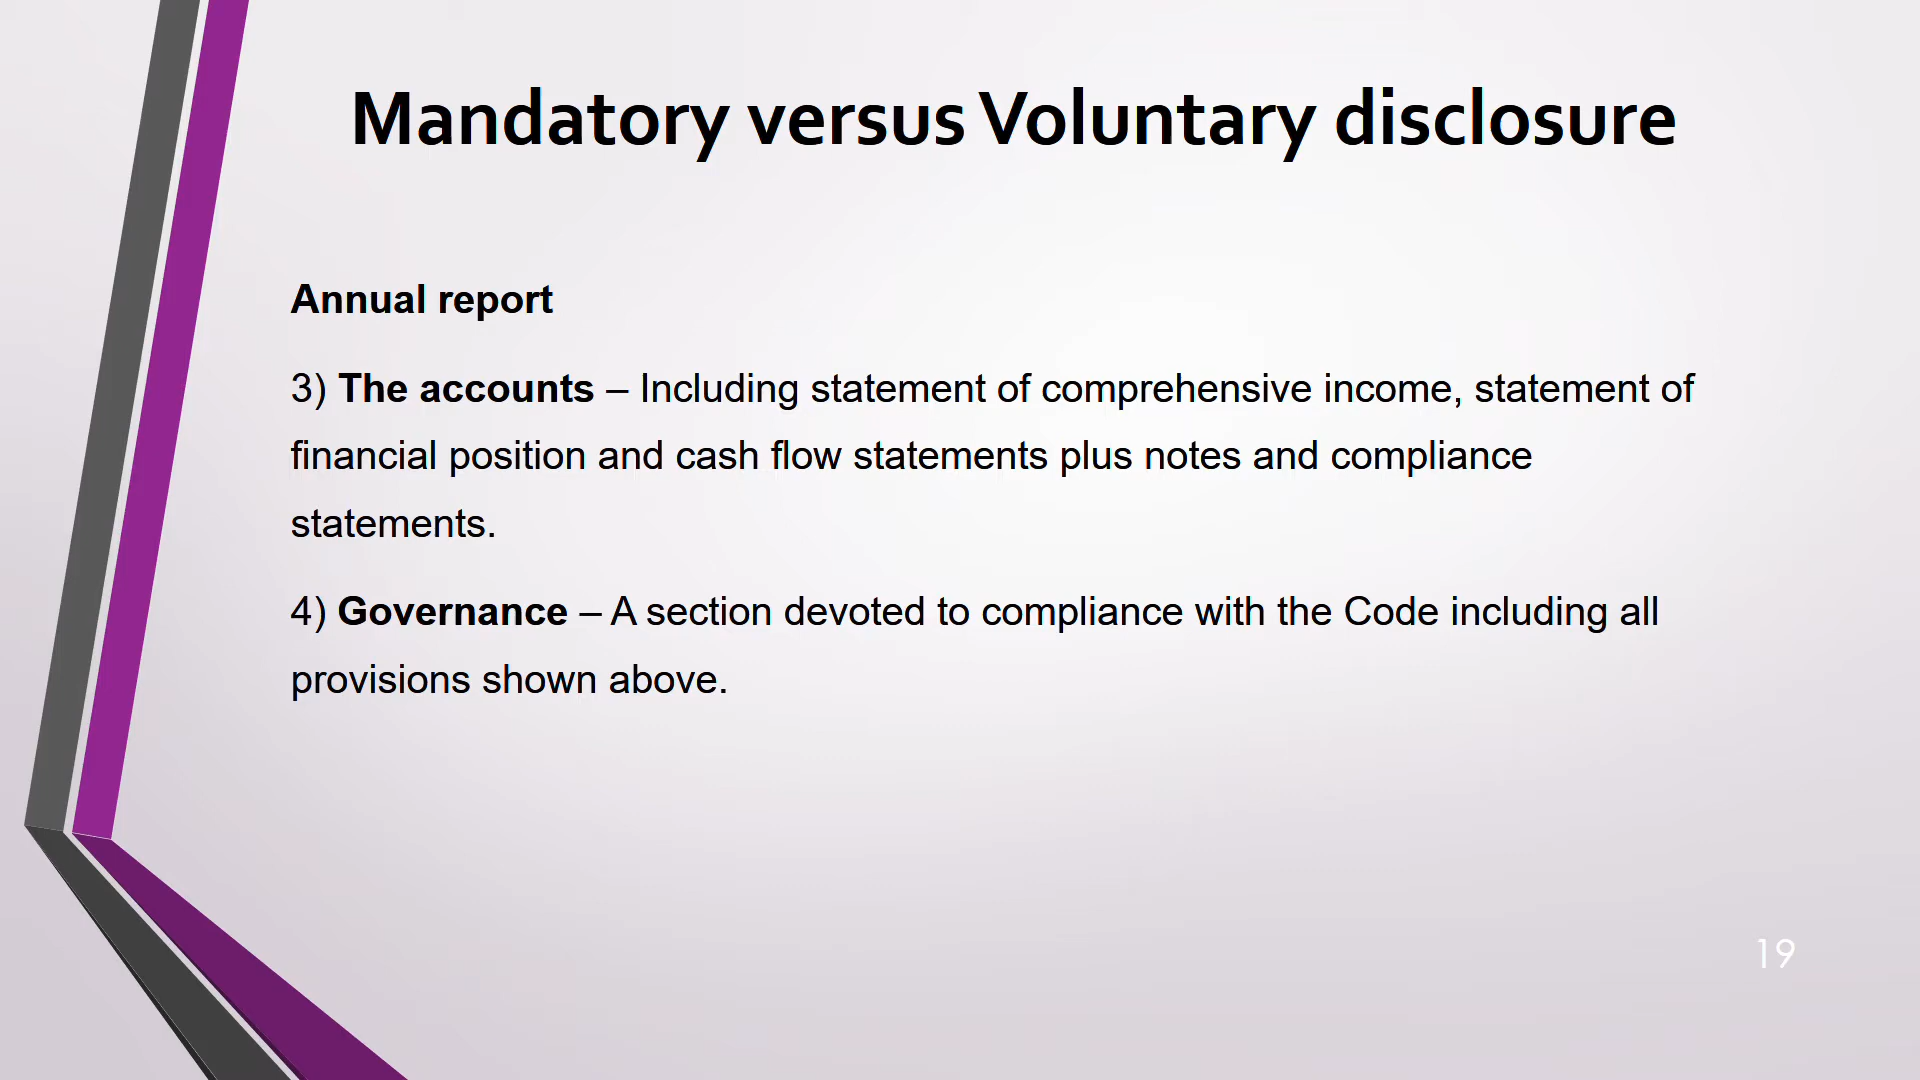 Mandatory versus Voluntary disclosure
Annual report
3) The accounts – Including statement of comprehensive income, statement of
financial position and cash flow statements plus notes and compliance
statements.
4) Governance – A section devoted to compliance with the Code including all
provisions shown above.
19